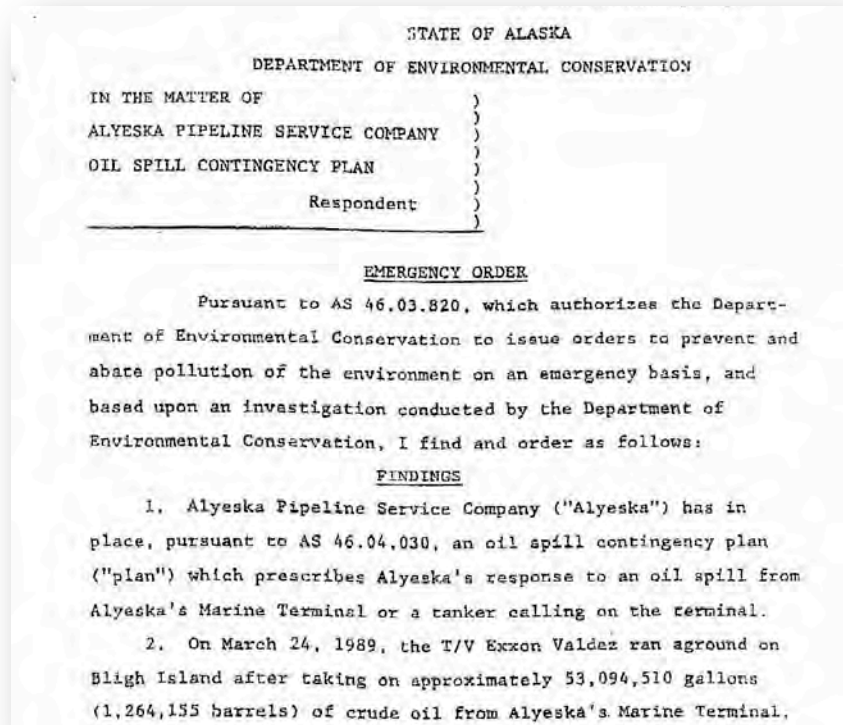 STATE OF ALASKA
DEPARTMENT OF ENVIRONMENTAL CONSERVATION
IN THE MATTER OF )
)
ALYESKA PIPELINE SERVICE COMPANY )
)
OIL SPILL CONTINGENCY PLAN )
)
Respondent )
)
EMERGENCY ORDER
Pursuant to AS 46.03.820, which authorizes the Depart-
ment of Environmental Conservation to issue orders to prevent and
abate pollution of the environment on an emergency basis, and
based upon an investigation conducted by the Department of
Environmental Conservation, I find and order as follows:
FINDINGS
1. Alyeska Pipeline Service Company ("Alyeska") has in
place, pursuant to AS 46.04.030, an oil spill contingency plan
("plan") which prescribes Alyeska's response to an oil spill from
Alyeska's Marine Terminal or a tanker calling on the terminal.
2. On March 24, 1989, the T/V Exxon Valdez ran aground on
Bligh Island after taking on approximately 53,094,510 gallons
(1,264,155 barrels) of crude oil from Alyeska's Marine Terminal.